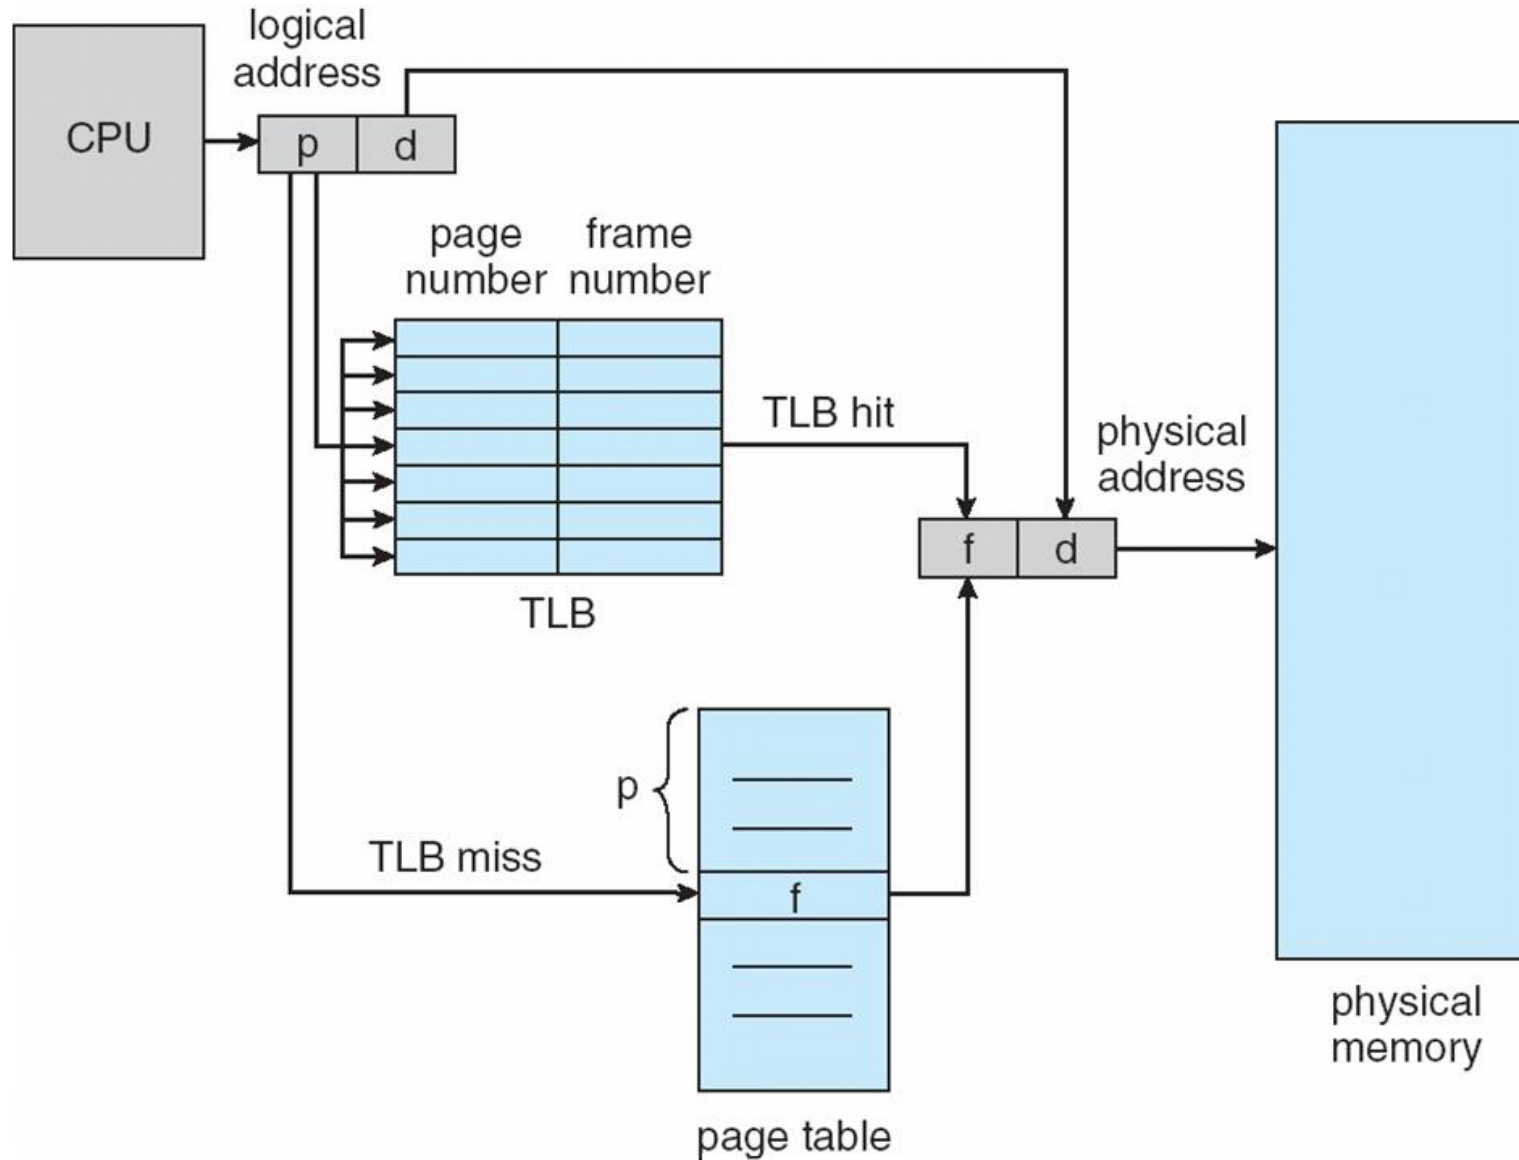 logical
address
CPU
p
d
page
number
frame
number
TLB hit
physical
address
f
d
TLB
p
TLB miss
f
physical
memory
page table